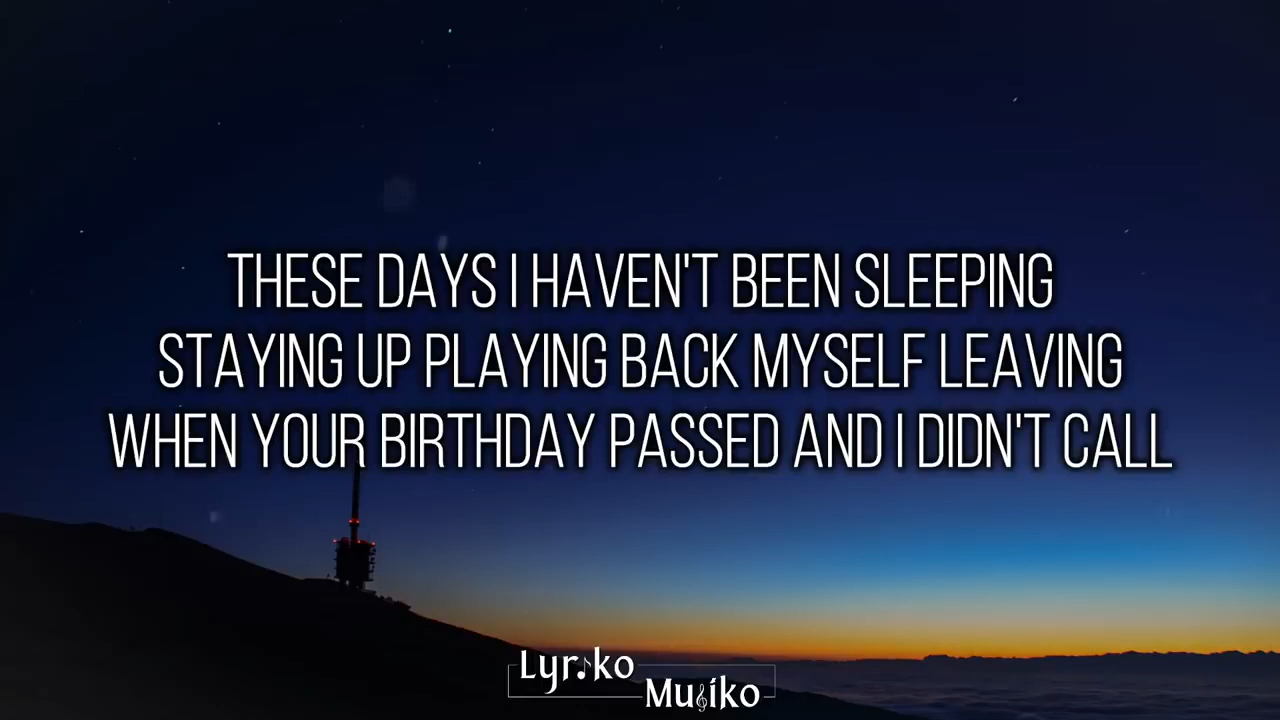 THESE DAYS I HAVEN'T BEEN SLEEPING
STAYING UP PLAYING BACK MYSELF LEAVING
WHEN YOUR BIRTHDAY PASSED AND I DIDN'T CALL
Lyriko
Musiko